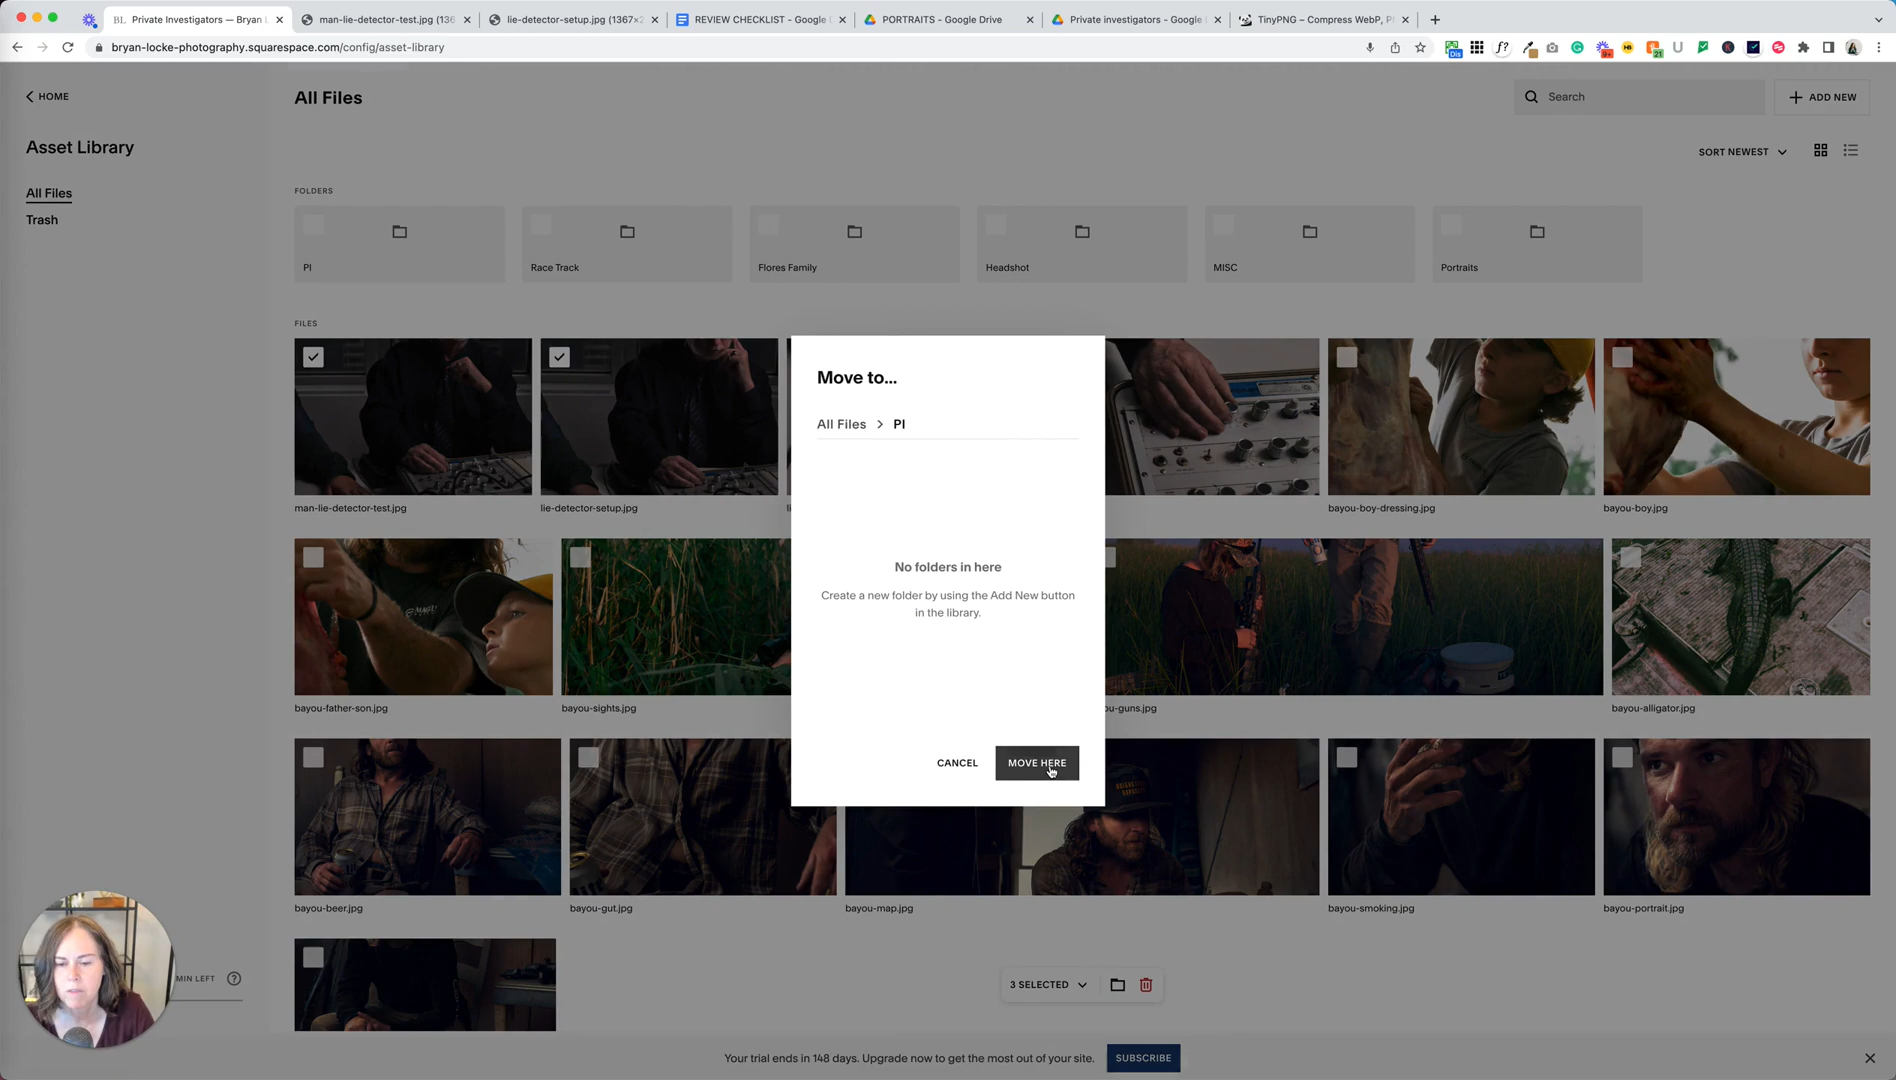 Private Investigators — Bryan L
man-lie-detector-test.jpg (136
lie-detector-setup.jpg (1367×2
REVIEW CHECKLIST - Google
PORTRAITS - Google Drive
Private investigators - Google
TinyPNG – Compress WebP, P
bryan-locke-photography.squarespace.com/config/asset-library
HOME
All Files
Search
ADD NEW
Asset Library
SORT NEWEST
All Files
Trash
FOLDERS
PI
Race Track
Flores Family
Headshot
MISC
Portraits
FILES
Move to...
All Files > PI
man-lie-detector-test.jpg
lie-detector-setup.jpg
bayou-boy-dressing.jpg
bayou-boy.jpg
No folders in here
Create a new folder by using the Add New button
in the library.
bayou-father-son.jpg
bayou-sights.jpg
ou-guns.jpg
bayou-alligator.jpg
CANCEL
MOVE HERE
bayou-beer.jpg
bayou-gut.jpg
bayou-map.jpg
bayou-smoking.jpg
bayou-portrait.jpg
MIN LEFT
3 SELECTED
Your trial ends in 148 days. Upgrade now to get the most out of your site.
SUBSCRIBE